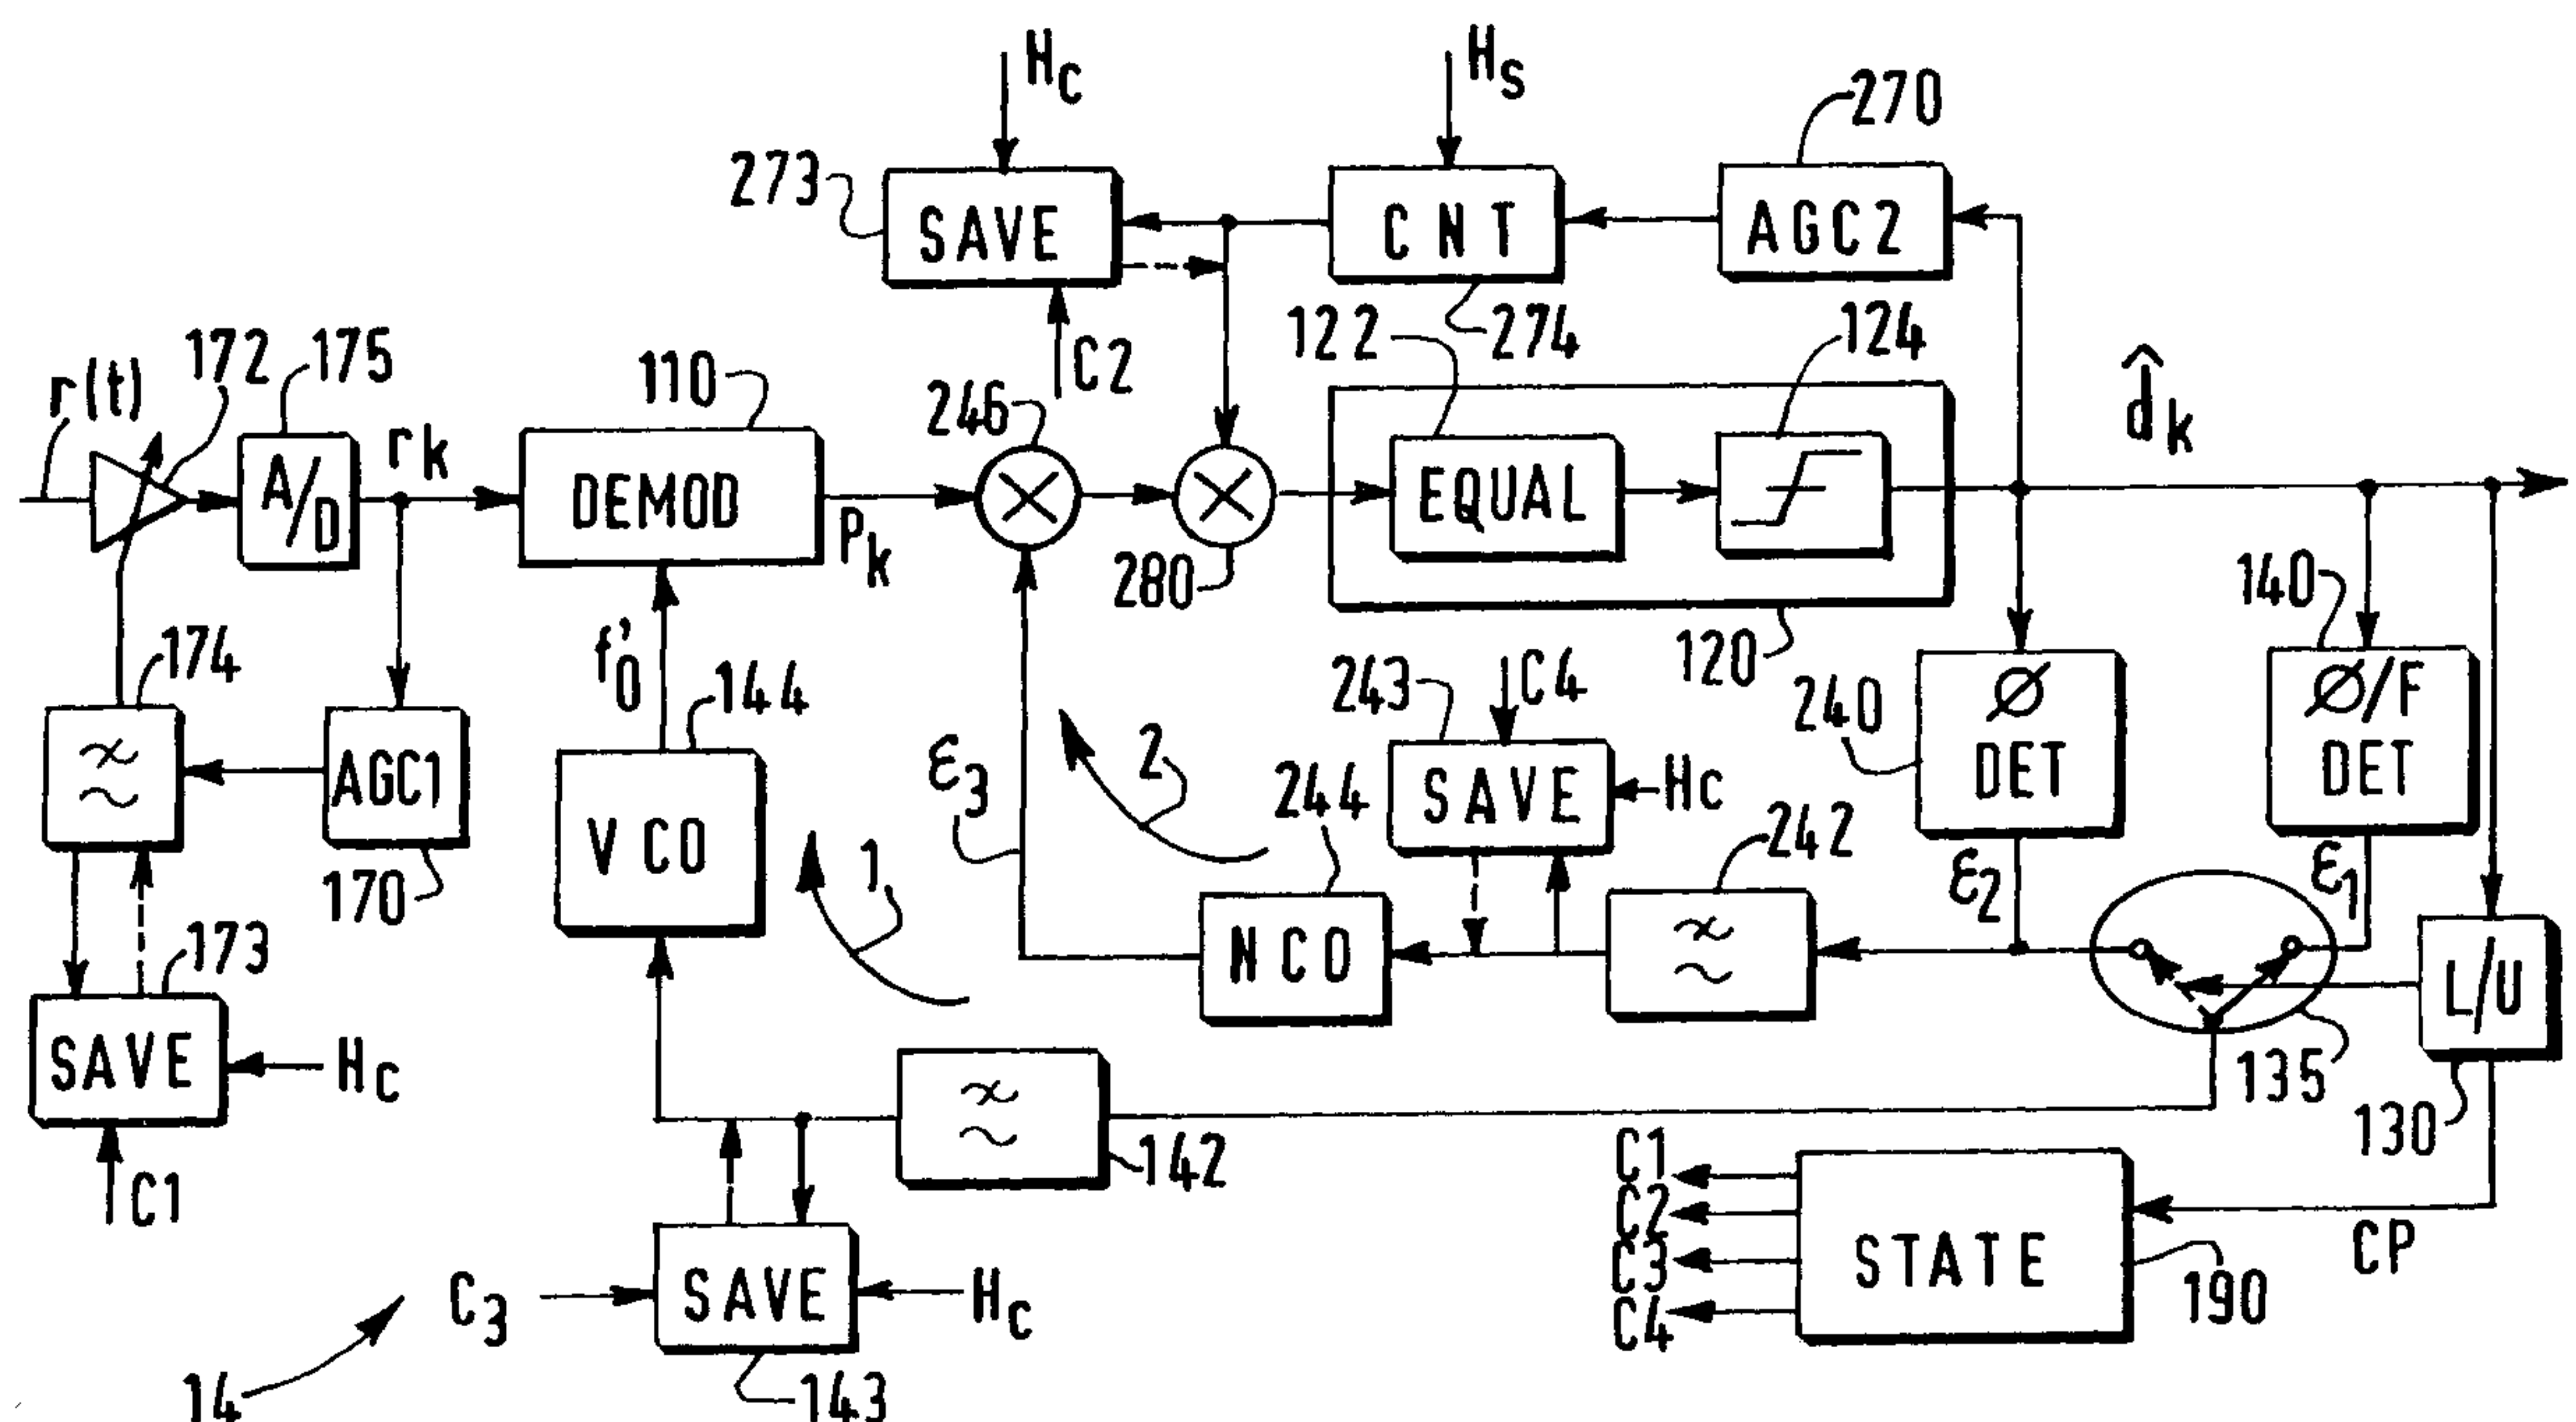 Hc
Hs
270
273
SAVE
CNT
AGC2
r(t)
172
175
122
274
124
110
C2
246
d̂k
A/D
rk
DEMOD
Pk
280
EQUAL
120
140
174
f'0
144
243
C4
240
Ø
DET
Ø/F
DET
AGC1
170
VCO
ε3
2
1
244
SAVE
Hc
242
ε2
ε1
NCO
L/U
173
SAVE
Hc
C1
142
135
130
C1
C2
C3
C4
STATE
CP
190
C3
SAVE
Hc
143
14